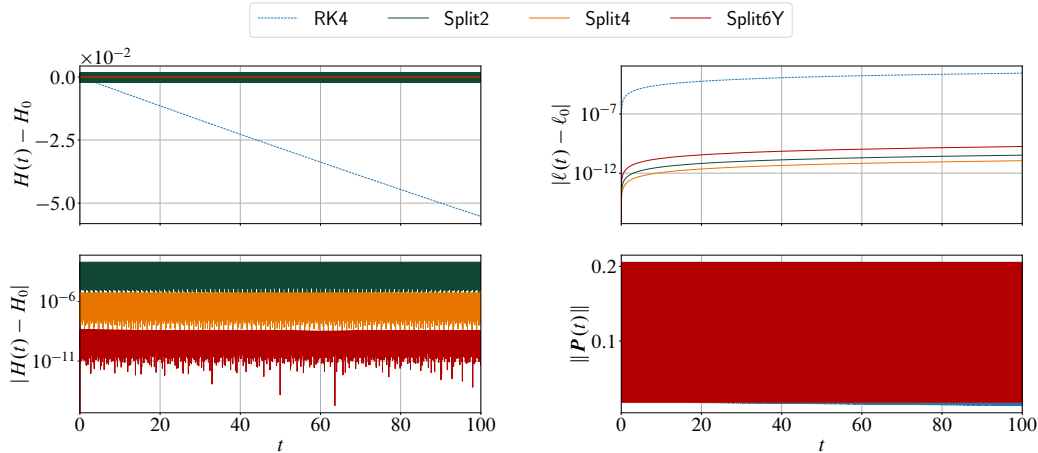 RK4 Split2 Split4 Split6Y
×10⁻²
0.0
−2.5
−5.0
H(t) − H₀
10⁻⁷
10⁻¹²
|ℓ(t) − ℓ₀|
10⁻⁶
10⁻¹¹
|H(t) − H₀|
0 20 40 60 80 100
t
0.2
0.1
||P(t)||
0 20 40 60 80 100
t